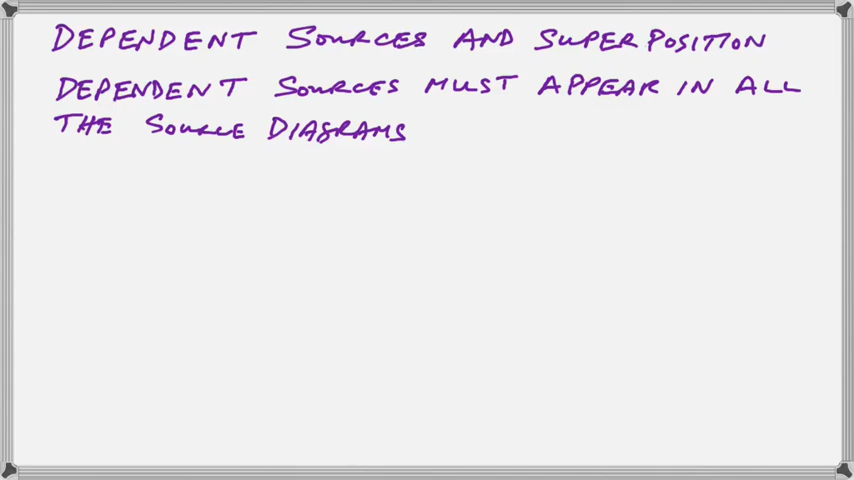 DEPENDENT SOURCES AND SUPERPOSITION
DEPENDENT SOURCES MUST APPEAR IN ALL
THE SOURCE DIAGRAMS